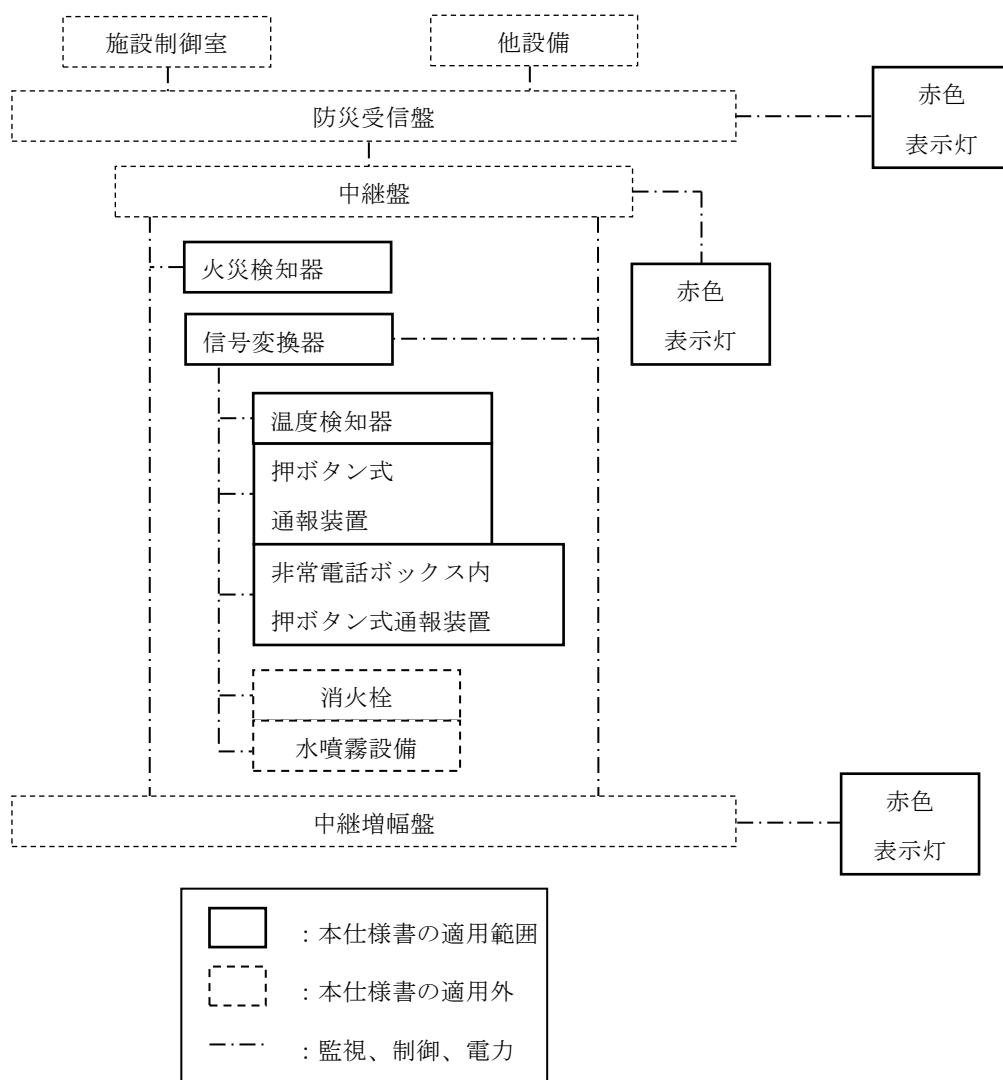 施設制御室
他設備
防災受信盤
赤色
表示灯
中継盤
火災検知器
赤色
表示灯
信号変換器
温度検知器
押ボタン式
通報装置
非常電話ボックス内
押ボタン式通報装置
消火栓
水噴霧設備
中継増幅盤
赤色
表示灯
：本仕様書の適用範囲
：本仕様書の適用外
：監視、制御、電力